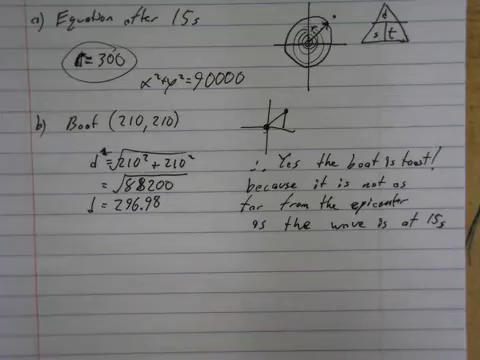 a) Equation after 15s
r = 300
x²+y²=90000
r
d
s t
b) Boat (210,210)
d = √210² + 210²
= √88200
d = 296.98
∴ Yes the boat is toast!
because it is not as
far from the epicenter
as the wave is at 15s